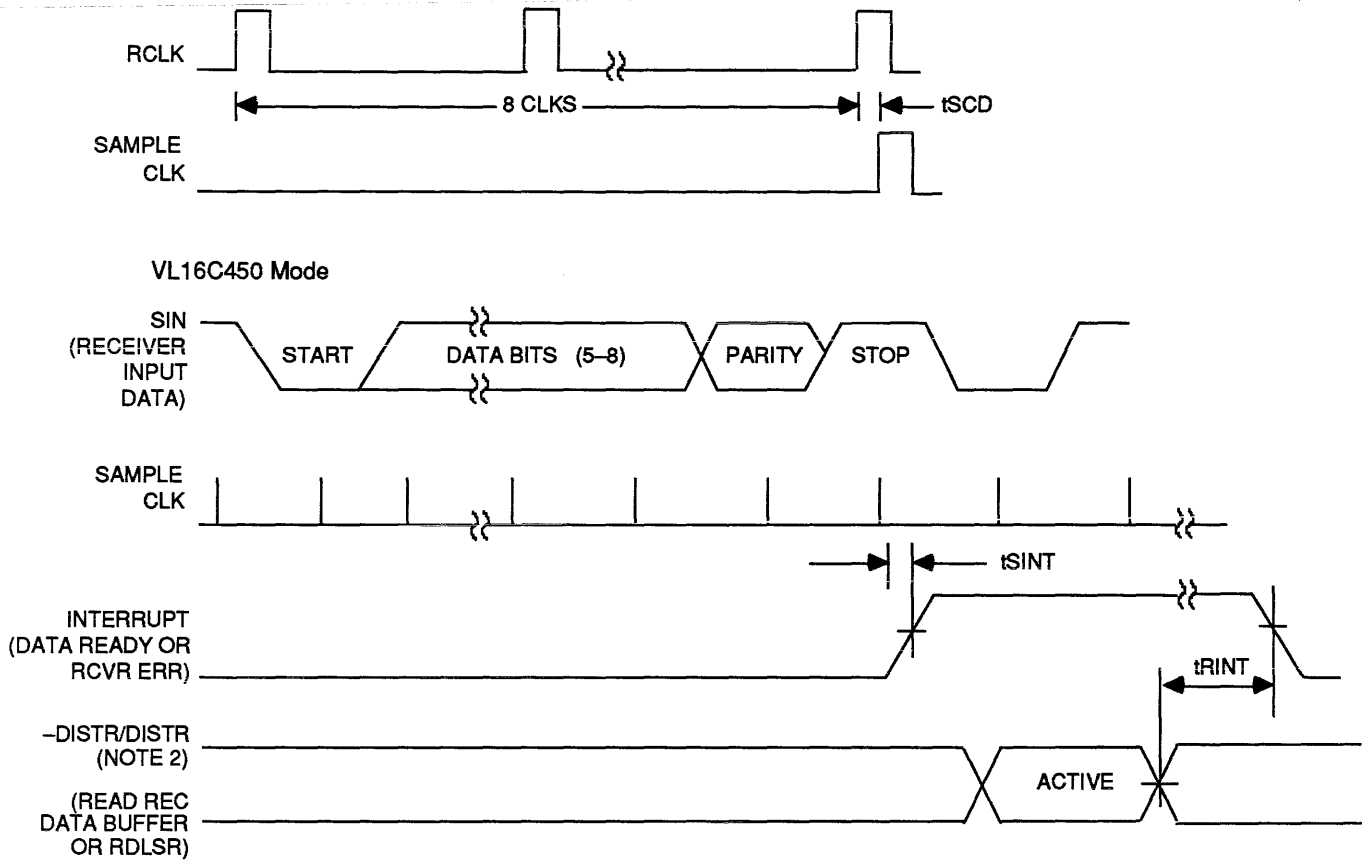 RCLK
8 CLKS
tSCD
SAMPLE
CLK
VL16C450 Mode
SIN
(RECEIVER
INPUT
DATA)
START
DATA BITS (5–8)
PARITY
STOP
SAMPLE
CLK
tSINT
INTERRUPT
(DATA READY OR
RCVR ERR)
tRINT
–DISTR/DISTR
(NOTE 2)
ACTIVE
(READ REC
DATA BUFFER
OR RDLSR)